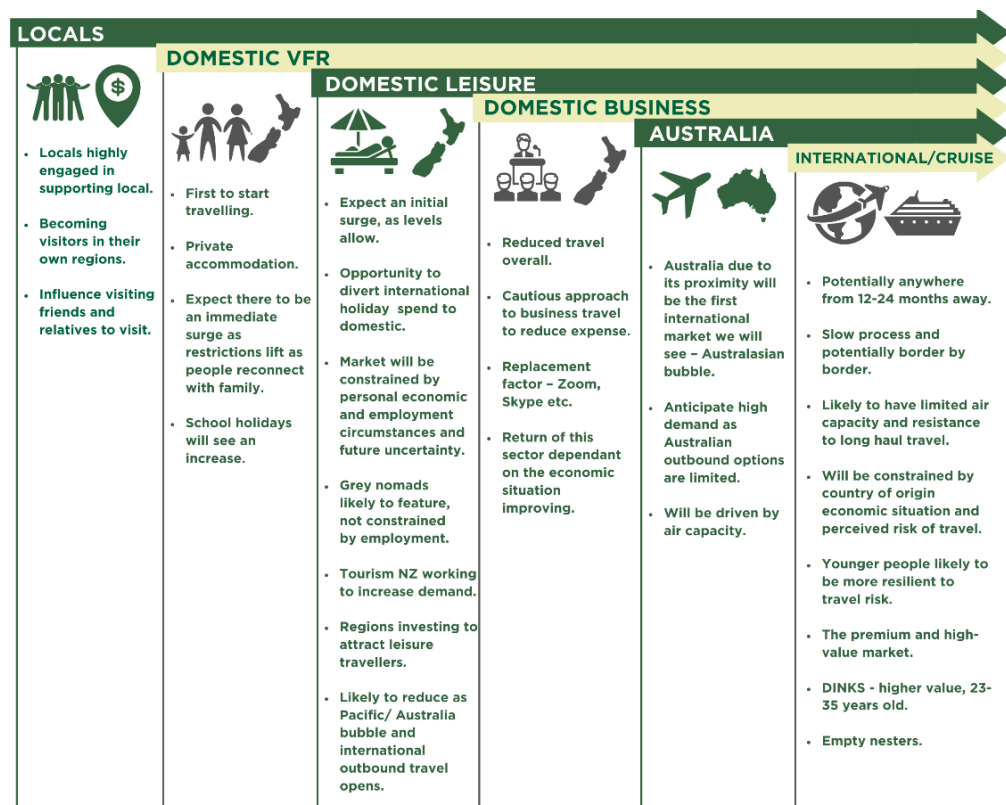 LOCALS
DOMESTIC VFR
DOMESTIC LEISURE
DOMESTIC BUSINESS
AUSTRALIA
INTERNATIONAL/CRUISE
$
• Locals highly
engaged in
supporting local.
• Becoming
visitors in their
own regions.
• Influence visiting
friends and
relatives to visit.
• First to start
travelling.
• Private
accommodation.
• Expect there to be
an immediate
surge as
restrictions lift as
people reconnect
with family.
• School holidays
will see an
increase.
• Expect an initial
surge, as levels
allow.
• Opportunity to
divert international
holiday spend to
domestic.
• Market will be
constrained by
personal economic
and employment
circumstances and
future uncertainty.
• Grey nomads
likely to feature,
not constrained
by employment.
• Tourism NZ working
to increase demand.
• Regions investing to
attract leisure
travellers.
• Likely to reduce as
Pacific/ Australia
bubble and
international
outbound travel
opens.
• Reduced travel
overall.
• Cautious approach
to business travel
to reduce expense.
• Replacement
factor – Zoom,
Skype etc.
• Return of this
sector dependant
on the economic
situation
improving.
• Australia due to
its proximity will
be the first
international
market we will
see – Australasian
bubble.
• Anticipate high
demand as
Australian
outbound options
are limited.
• Will be driven by
air capacity.
• Potentially anywhere
from 12-24 months away.
• Slow process and
potentially border by
border.
• Likely to have limited air
capacity and resistance
to long haul travel.
• Will be constrained by
country of origin
economic situation and
perceived risk of travel.
• Younger people likely to
be more resilient to
travel risk.
• The premium and high-
value market.
• DINKS - higher value, 23-
35 years old.
• Empty nesters.